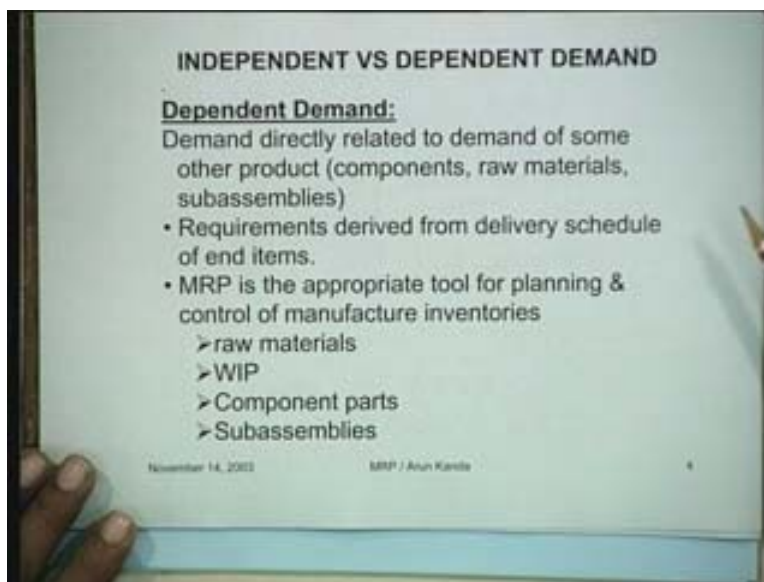 INDEPENDENT VS DEPENDENT DEMAND
Dependent Demand:
Demand directly related to demand of some
other product (components, raw materials,
subassemblies)
• Requirements derived from delivery schedule
of end items.
• MRP is the appropriate tool for planning &
control of manufacture inventories
➢raw materials
➢WIP
➢Component parts
➢Subassemblies
November 14, 2003 MRP / Arun Kanda 4